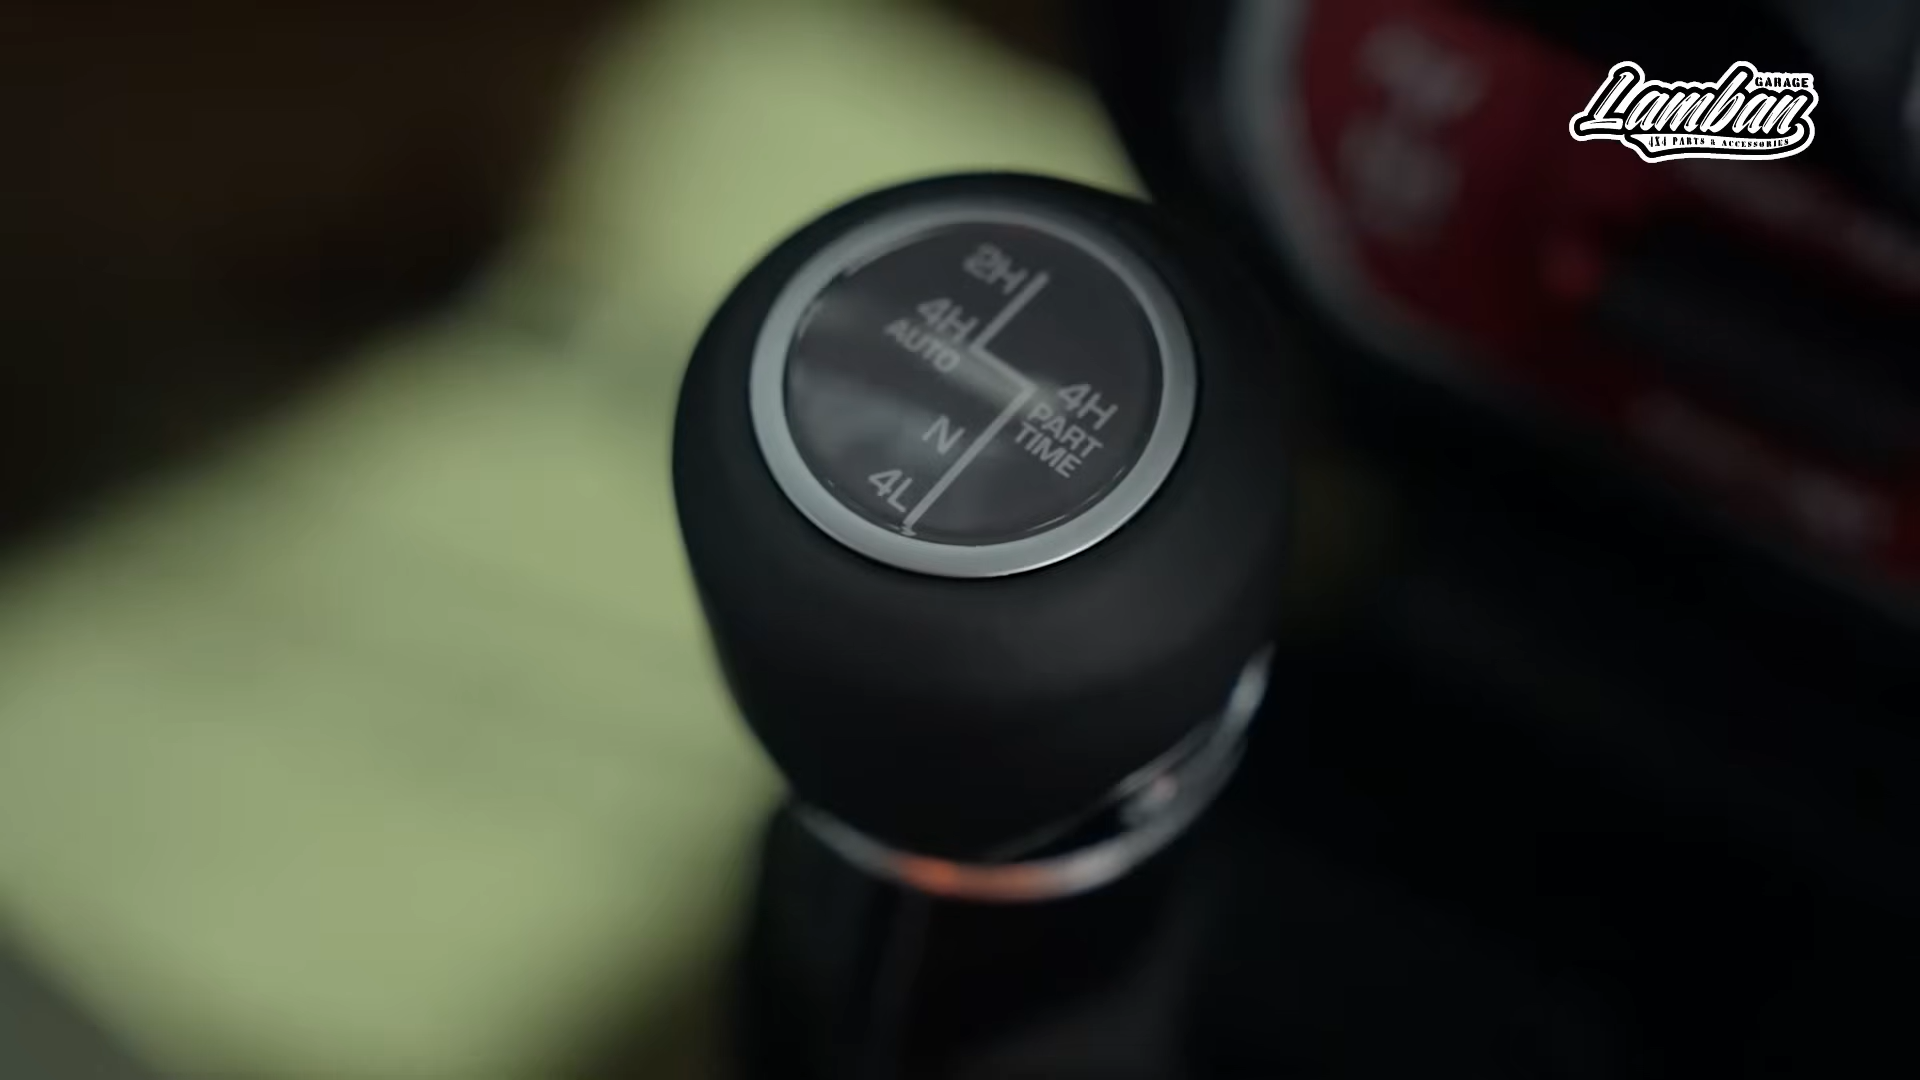 2H
4H
AUTO
4H
PART
TIME
N
4L
GARAGE
Lamban
4X4 PARTS & ACCESSORIES